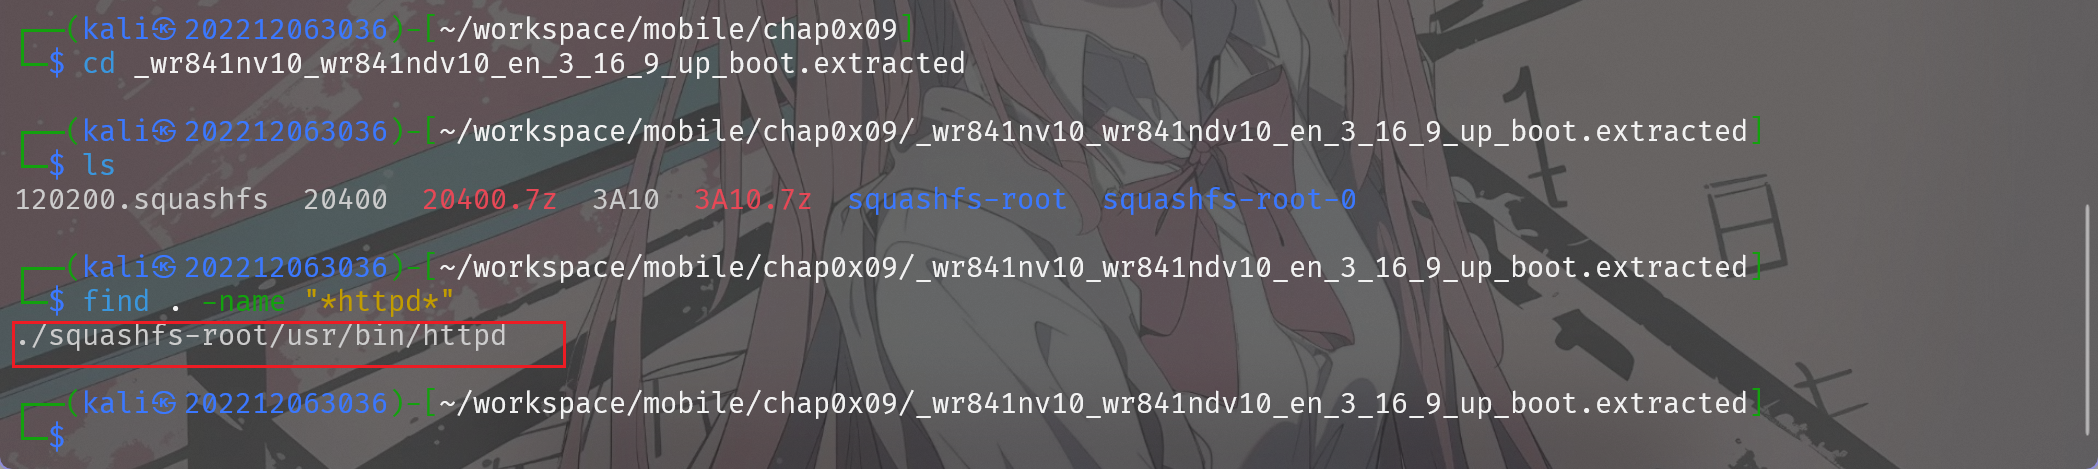 ┌──(kali㉿202212063036)-[~/workspace/mobile/chap0x09]
└─$ cd _wr841nv10_wr841ndv10_en_3_16_9_up_boot.extracted
┌──(kali㉿202212063036)-[~/workspace/mobile/chap0x09/_wr841nv10_wr841ndv10_en_3_16_9_up_boot.extracted]
└─$ ls
120200.squashfs  20400  20400.7z  3A10  3A10.7z  squashfs-root  squashfs-root-0
┌──(kali㉿202212063036)-[~/workspace/mobile/chap0x09/_wr841nv10_wr841ndv10_en_3_16_9_up_boot.extracted]
└─$ find . -name "*httpd*"
./squashfs-root/usr/bin/httpd
┌──(kali㉿202212063036)-[~/workspace/mobile/chap0x09/_wr841nv10_wr841ndv10_en_3_16_9_up_boot.extracted]
└─$